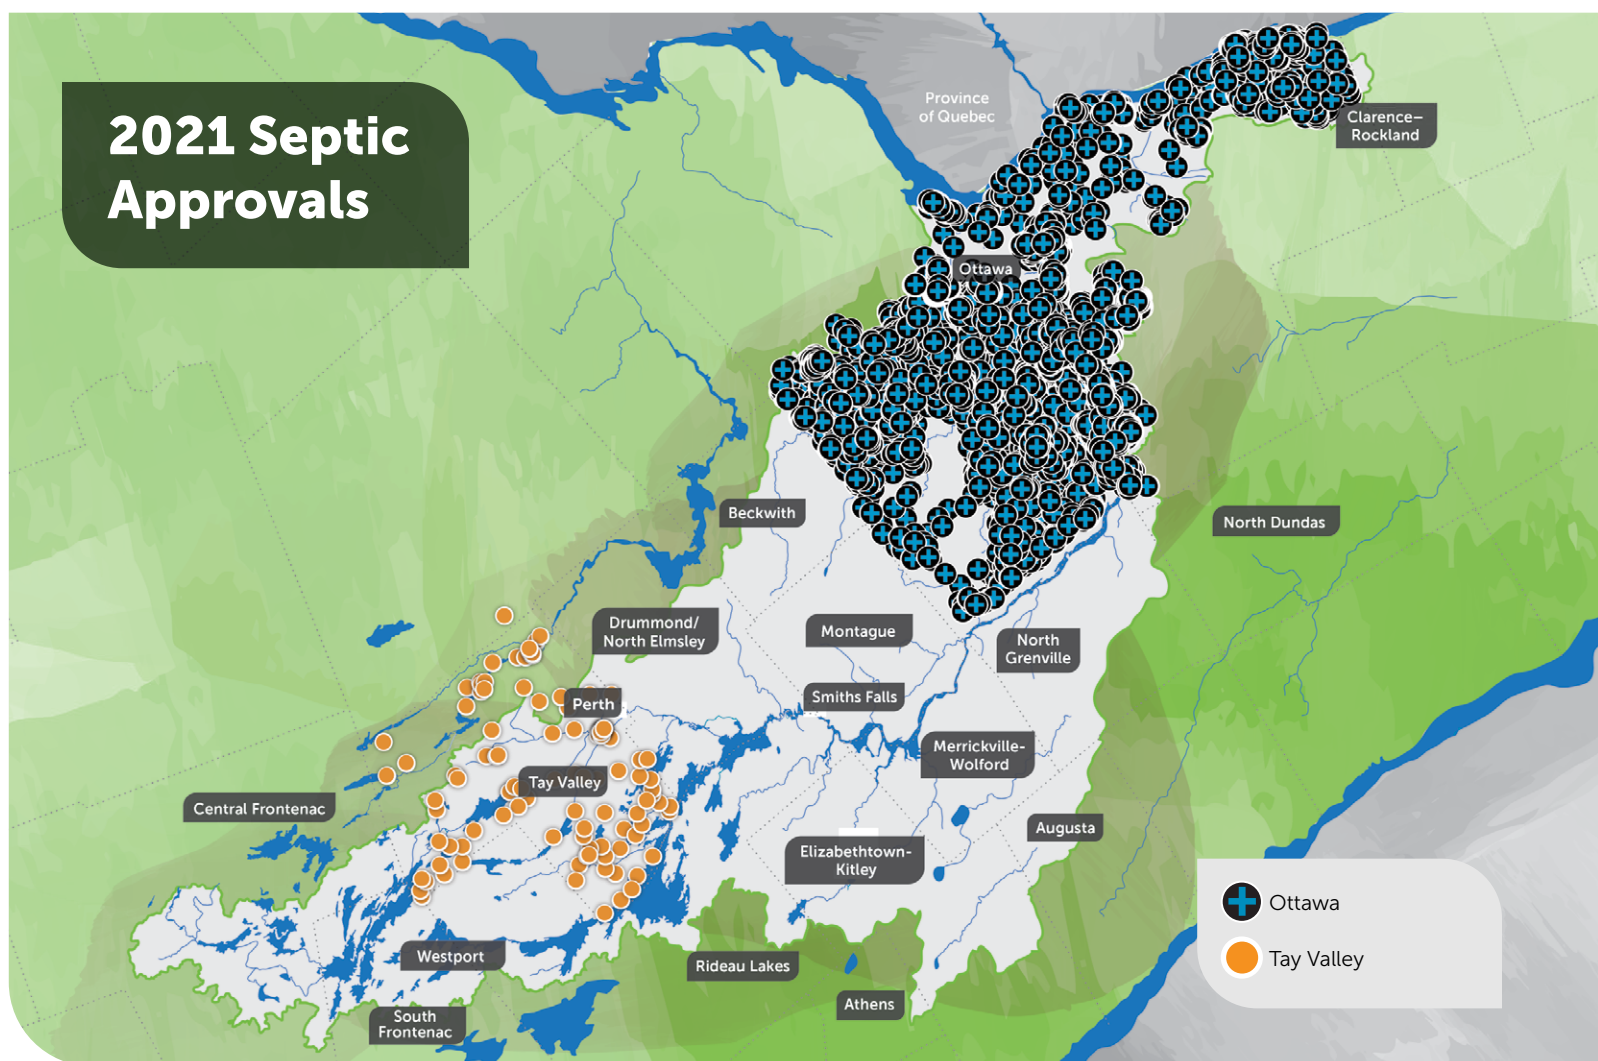 2021 Septic
Approvals
Province
of Quebec
Clarence–
Rockland
Ottawa
Beckwith
North Dundas
Drummond/
North Elmsley
Montague
North
Grenville
Perth
Smiths Falls
Merrickville-
Wolford
Tay Valley
Central Frontenac
Augusta
Elizabethtown-
Kitley
Westport
Rideau Lakes
Athens
South
Frontenac
Ottawa
Tay Valley